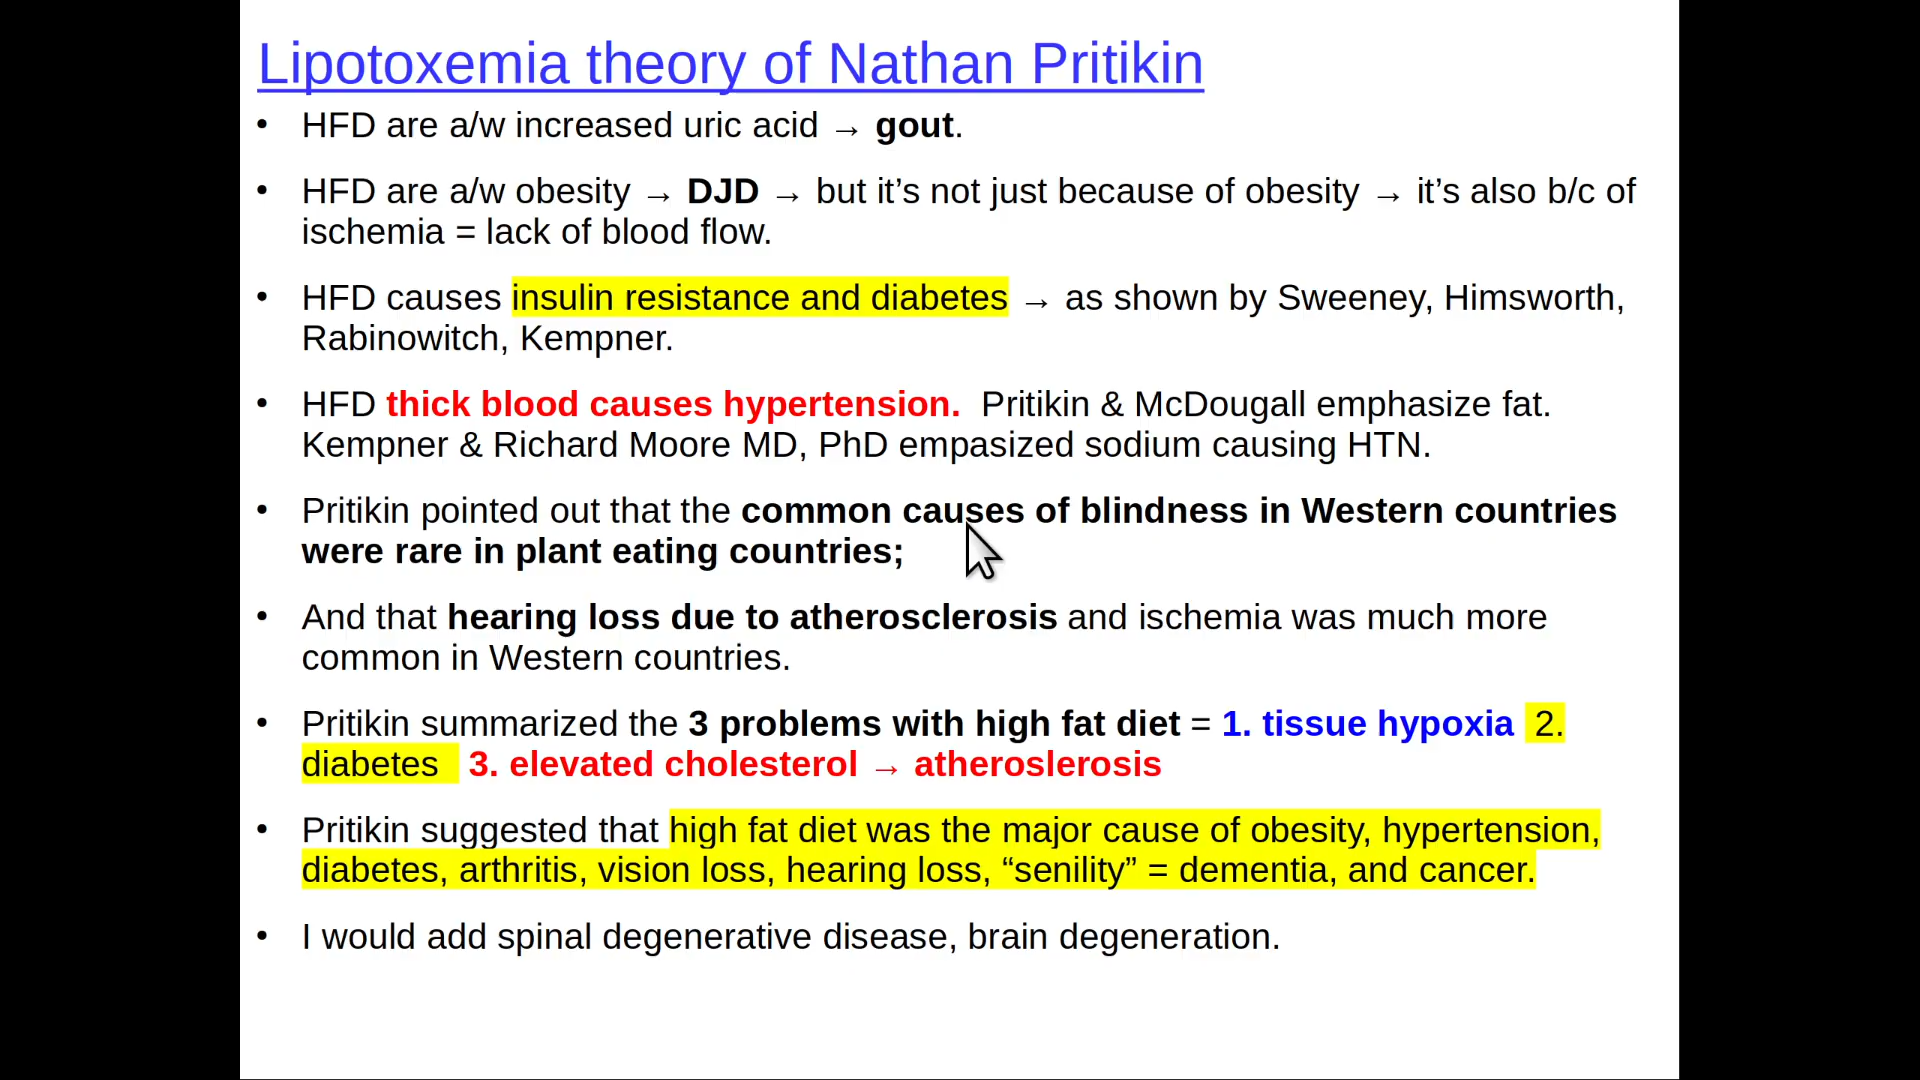 Lipotoxemia theory of Nathan Pritikin
• HFD are a/w increased uric acid → gout.
• HFD are a/w obesity → DJD → but it’s not just because of obesity → it’s also b/c of
ischemia = lack of blood flow.
• HFD causes insulin resistance and diabetes → as shown by Sweeney, Himsworth,
Rabinowitch, Kempner.
• HFD thick blood causes hypertension.  Pritikin & McDougall emphasize fat.
Kempner & Richard Moore MD, PhD empasized sodium causing HTN.
• Pritikin pointed out that the common causes of blindness in Western countries
were rare in plant eating countries;
• And that hearing loss due to atherosclerosis and ischemia was much more
common in Western countries.
• Pritikin summarized the 3 problems with high fat diet = 1. tissue hypoxia 2.
diabetes 3. elevated cholesterol → atheroslerosis
• Pritikin suggested that high fat diet was the major cause of obesity, hypertension,
diabetes, arthritis, vision loss, hearing loss, “senility” = dementia, and cancer.
• I would add spinal degenerative disease, brain degeneration.